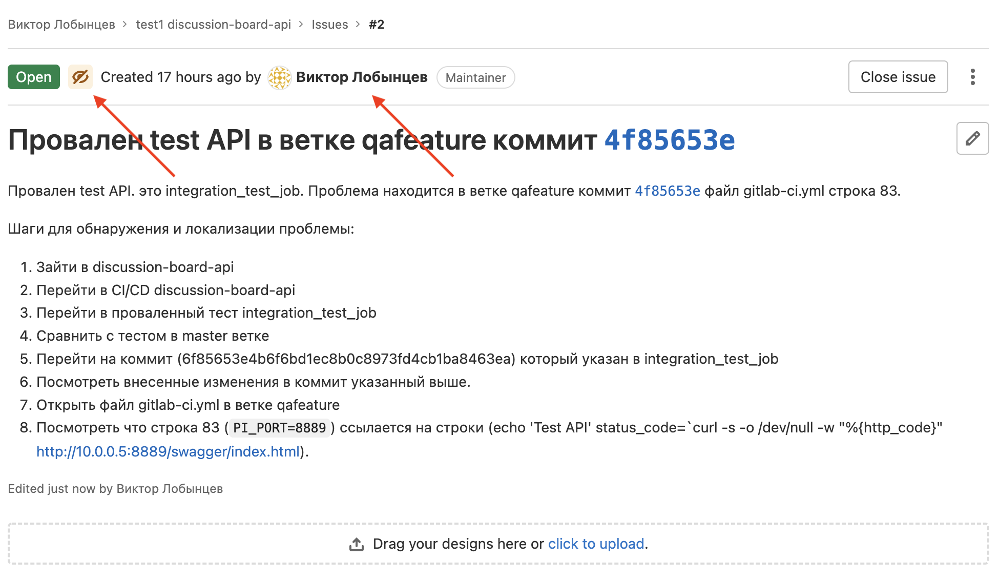 Виктор Лобынцев > test1 discussion-board-api > Issues > #2
Open Created 17 hours ago by Виктор Лобынцев Maintainer Close issue
Провален test API в ветке qafeature коммит 4f85653e
Провален test API. это integration_test_job. Проблема находится в ветке qafeature коммит 4f85653e файл gitlab-ci.yml строка 83.
Шаги для обнаружения и локализации проблемы:
1. Зайти в discussion-board-api
2. Перейти в CI/CD discussion-board-api
3. Перейти в проваленный тест integration_test_job
4. Сравнить с тестом в master ветке
5. Перейти на коммит (6f85653e4b6f6bd1ec8b0c8973fd4cb1ba8463ea) который указан в integration_test_job
6. Посмотреть внесенные изменения в коммит указанный выше.
7. Открыть файл gitlab-ci.yml в ветке qafeature
8. Посмотреть что строка 83 ( PI_PORT=8889 ) ссылается на строки (echo 'Test API' status_code=`curl -s -o /dev/null -w "%{http_code}"
http://10.0.0.5:8889/swagger/index.html).
Edited just now by Виктор Лобынцев
Drag your designs here or click to upload.